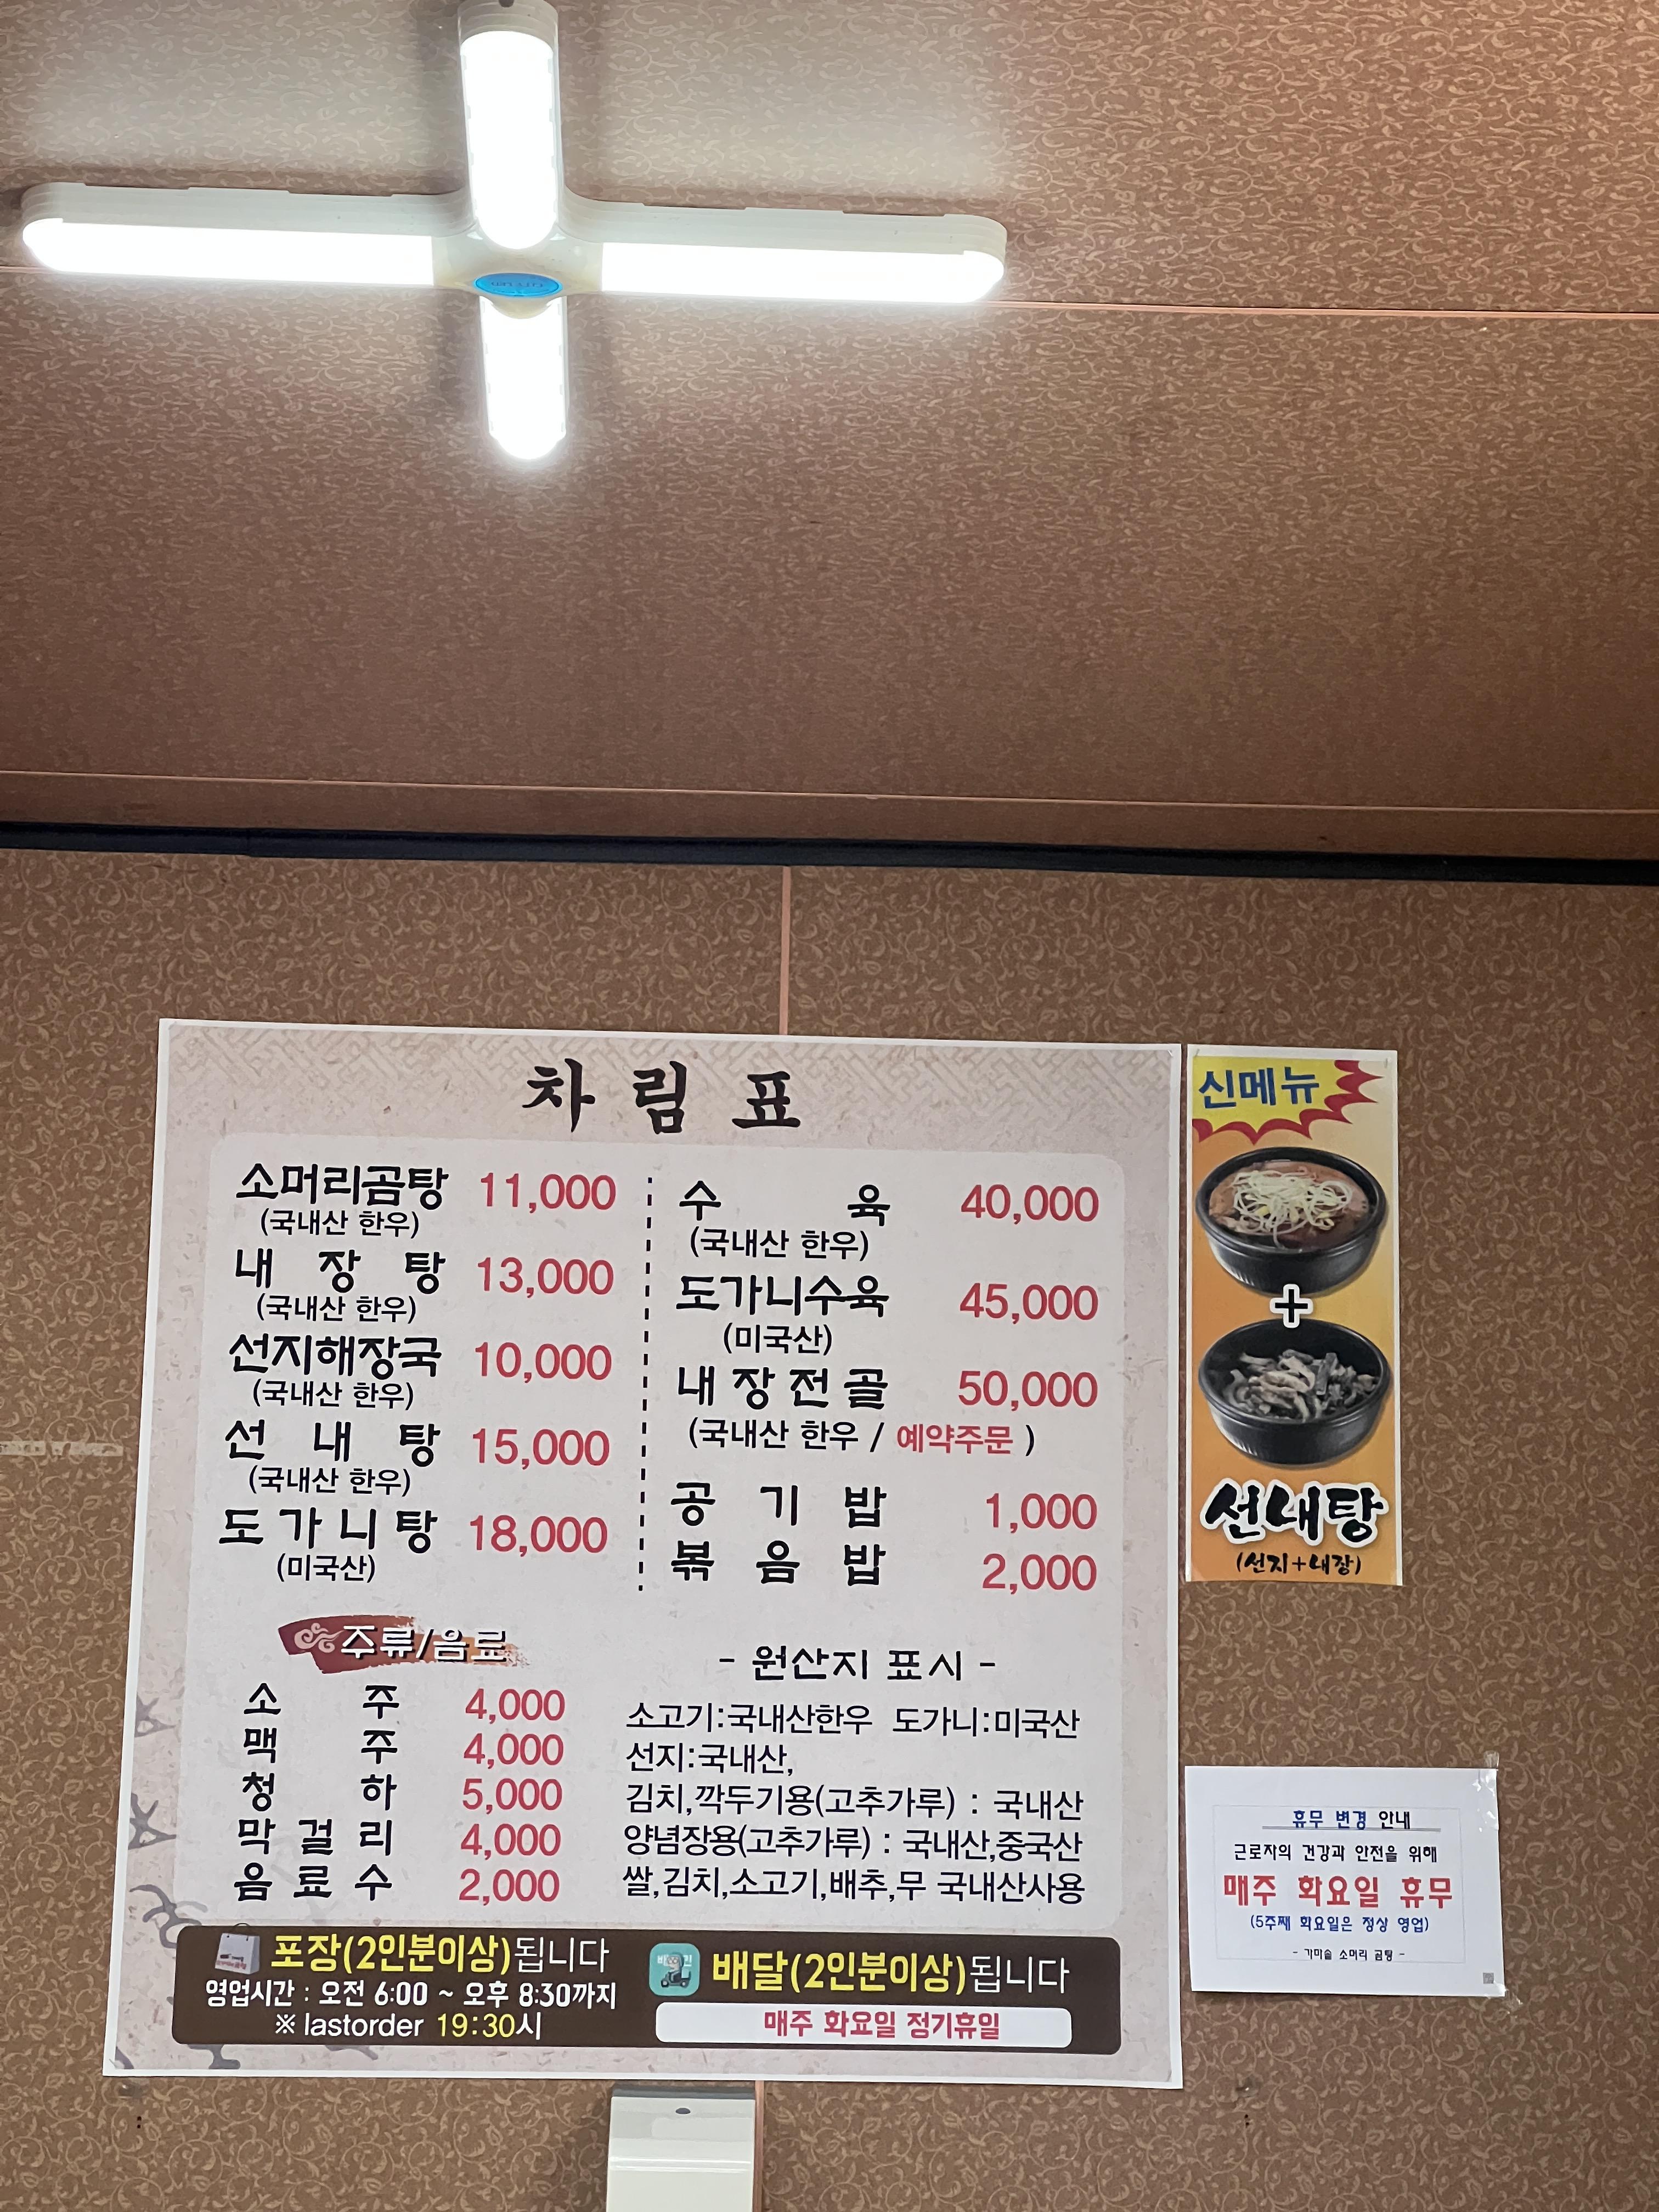 차림표
소머리곰탕 11,000
(국내산 한우)
내장탕 13,000
(국내산 한우)
선지해장국 10,000
(국내산 한우)
선내탕 15,000
(국내산 한우)
도가니탕 18,000
(미국산)
수육 40,000
(국내산 한우)
도가니수육 45,000
(미국산)
내장전골 50,000
(국내산 한우 / 예약주문 )
공기밥 1,000
볶음밥 2,000
주류/음료
소주 4,000
맥주 4,000
청하 5,000
막걸리 4,000
음료수 2,000
- 원산지 표시 -
소고기:국내산한우 도가니:미국산
선지:국내산,
김치,깍두기용(고추가루) : 국내산
양념장용(고추가루) : 국내산,중국산
쌀,김치,소고기,배추,무 국내산사용
포장(2인분이상)됩니다
영업시간 : 오전 6:00 ~ 오후 8:30까지
※ lastorder 19:30시
배달(2인분이상)됩니다
매주 화요일 정기휴일
신메뉴
+
선내탕
(선지+내장)
휴무 변경 안내
근로자의 건강과 안전을 위해
매주 화요일 휴무
(5주째 화요일은 정상 영업)
- 가미솥 소머리 곰탕 -